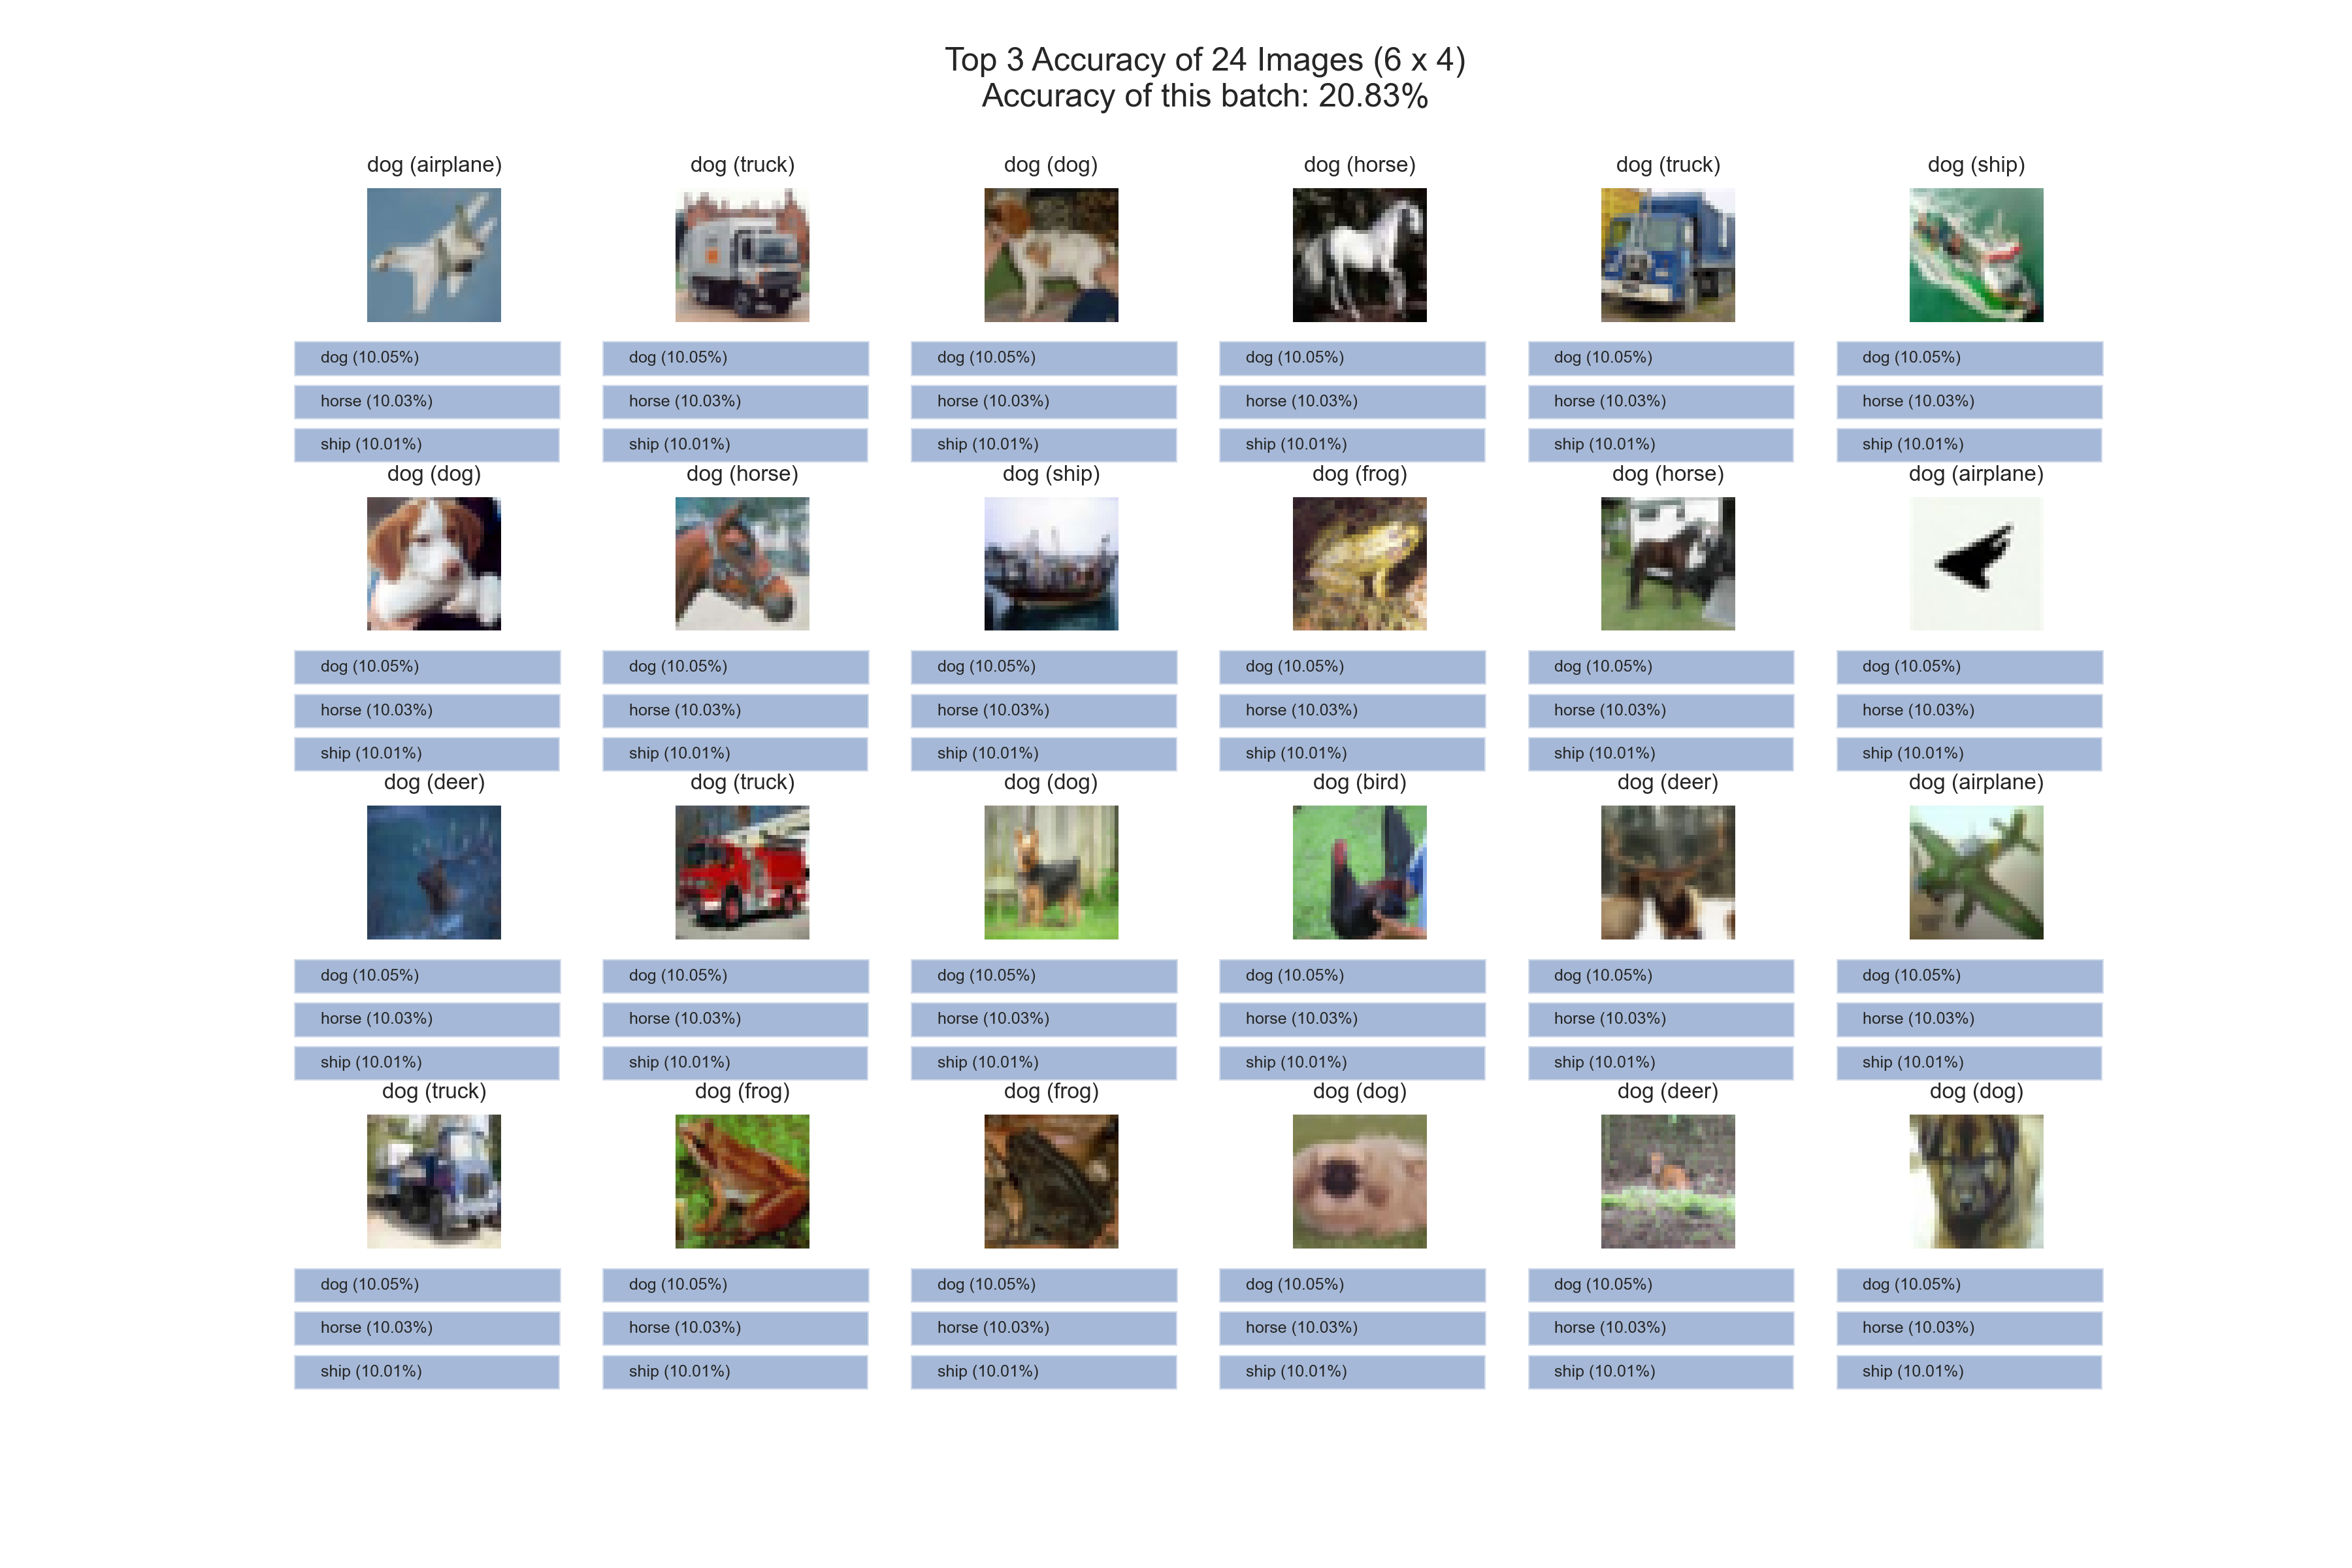 Top 3 Accuracy of 24 Images (6 x 4)
Accuracy of this batch: 20.83%
dog (airplane) dog (truck) dog (dog) dog (horse) dog (truck) dog (ship)
dog (10.05%) dog (10.05%) dog (10.05%) dog (10.05%) dog (10.05%) dog (10.05%)
horse (10.03%) horse (10.03%) horse (10.03%) horse (10.03%) horse (10.03%) horse (10.03%)
ship (10.01%) ship (10.01%) ship (10.01%) ship (10.01%) ship (10.01%) ship (10.01%)
dog (dog) dog (horse) dog (ship) dog (frog) dog (horse) dog (airplane)
dog (10.05%) dog (10.05%) dog (10.05%) dog (10.05%) dog (10.05%) dog (10.05%)
horse (10.03%) horse (10.03%) horse (10.03%) horse (10.03%) horse (10.03%) horse (10.03%)
ship (10.01%) ship (10.01%) ship (10.01%) ship (10.01%) ship (10.01%) ship (10.01%)
dog (deer) dog (truck) dog (dog) dog (bird) dog (deer) dog (airplane)
dog (10.05%) dog (10.05%) dog (10.05%) dog (10.05%) dog (10.05%) dog (10.05%)
horse (10.03%) horse (10.03%) horse (10.03%) horse (10.03%) horse (10.03%) horse (10.03%)
ship (10.01%) ship (10.01%) ship (10.01%) ship (10.01%) ship (10.01%) ship (10.01%)
dog (truck) dog (frog) dog (frog) dog (dog) dog (deer) dog (dog)
dog (10.05%) dog (10.05%) dog (10.05%) dog (10.05%) dog (10.05%) dog (10.05%)
horse (10.03%) horse (10.03%) horse (10.03%) horse (10.03%) horse (10.03%) horse (10.03%)
ship (10.01%) ship (10.01%) ship (10.01%) ship (10.01%) ship (10.01%) ship (10.01%)